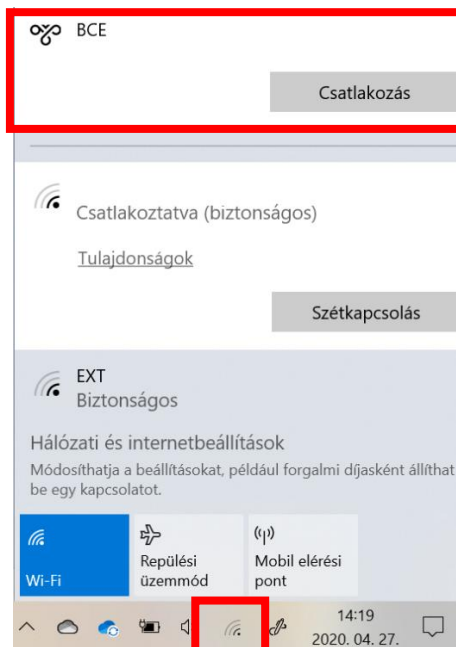 BCE
Csatlakozás
Csatlakoztatva (biztonságos)
Tulajdonságok
Szétkapcsolás
EXT
Biztonságos
Hálózati és internetbeállítások
Módosíthatja a beállításokat, például forgalmi díjasként állíthat
be egy kapcsolatot.
Wi-Fi
Repülési
üzemmód
Mobil elérési
pont
14:19
2020. 04. 27.